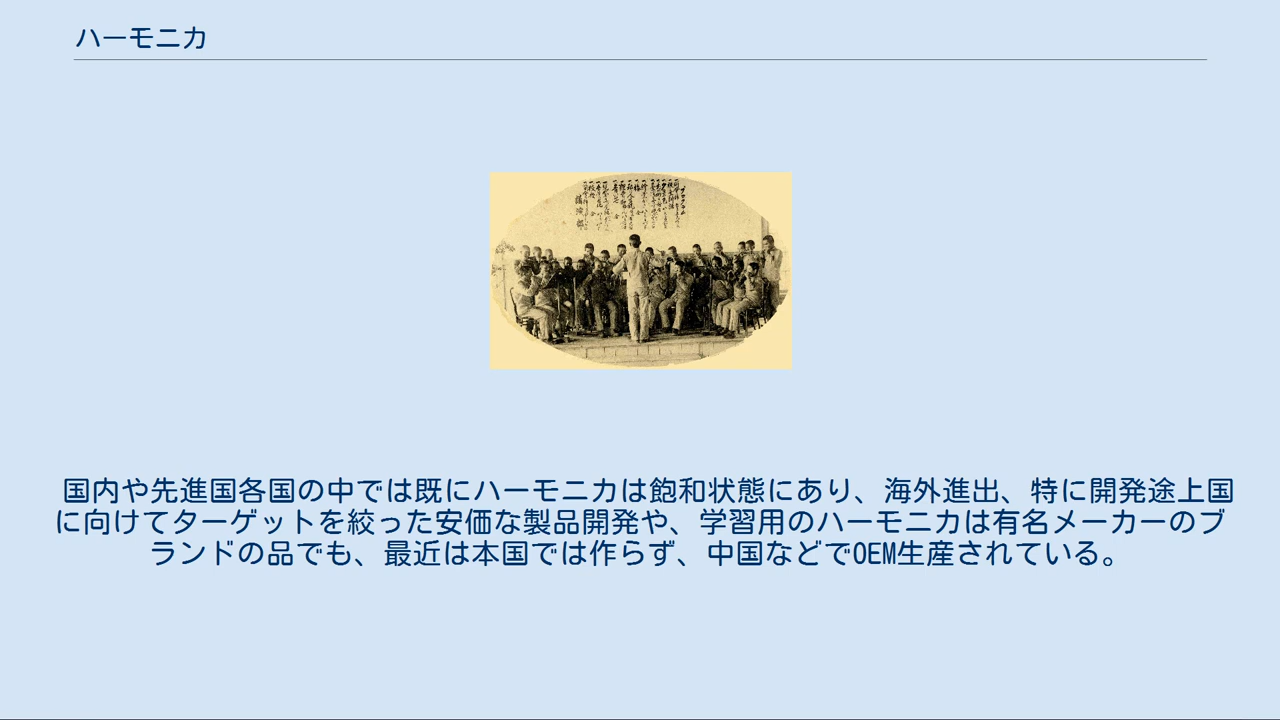 ハーモニカ
国内や先進国各国の中では既にハーモニカは飽和状態にあり、海外進出、特に開発途上国
に向けてターゲットを絞った安価な製品開発や、学習用のハーモニカは有名メーカーのブ
ランドの品でも、最近は本国では作らず、中国などでOEM生産されている。